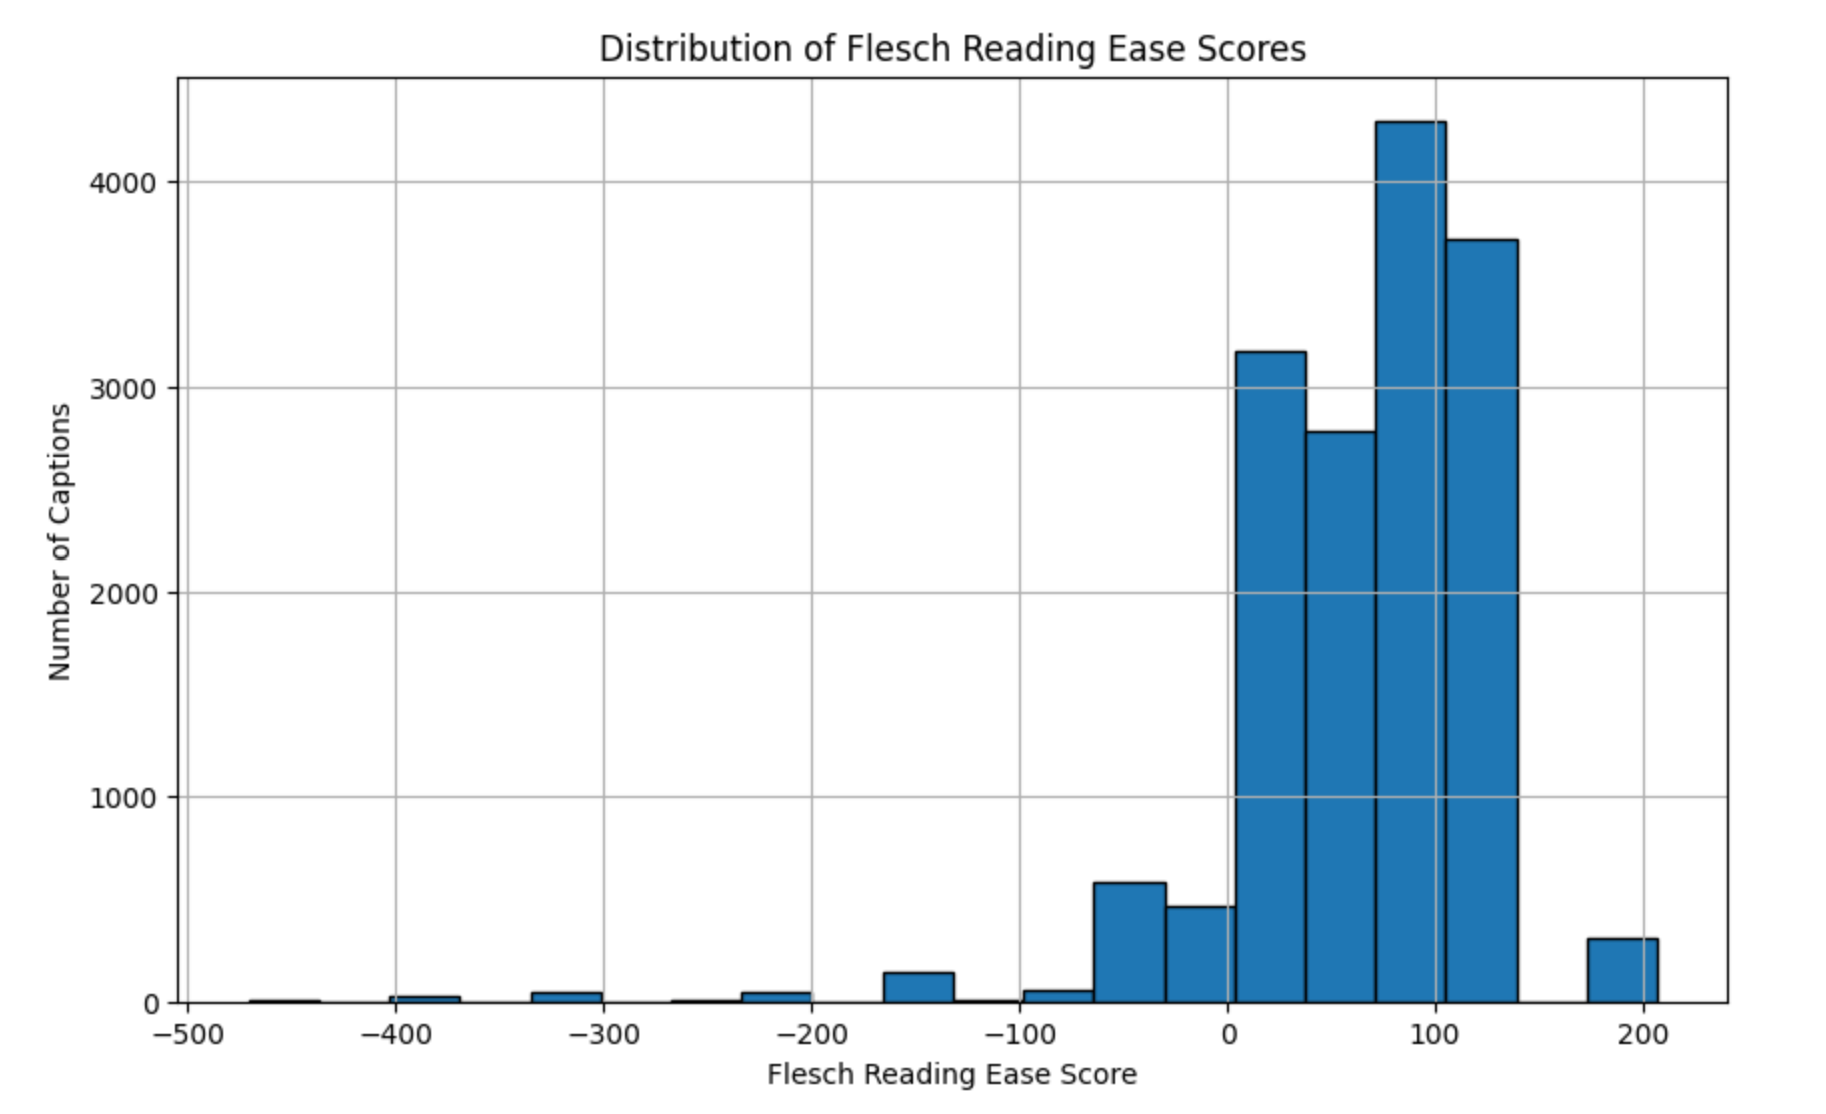 Distribution of Flesch Reading Ease Scores
4000
3000
2000
1000
0
Number of Captions
−500 −400 −300 −200 −100 0 100 200
Flesch Reading Ease Score